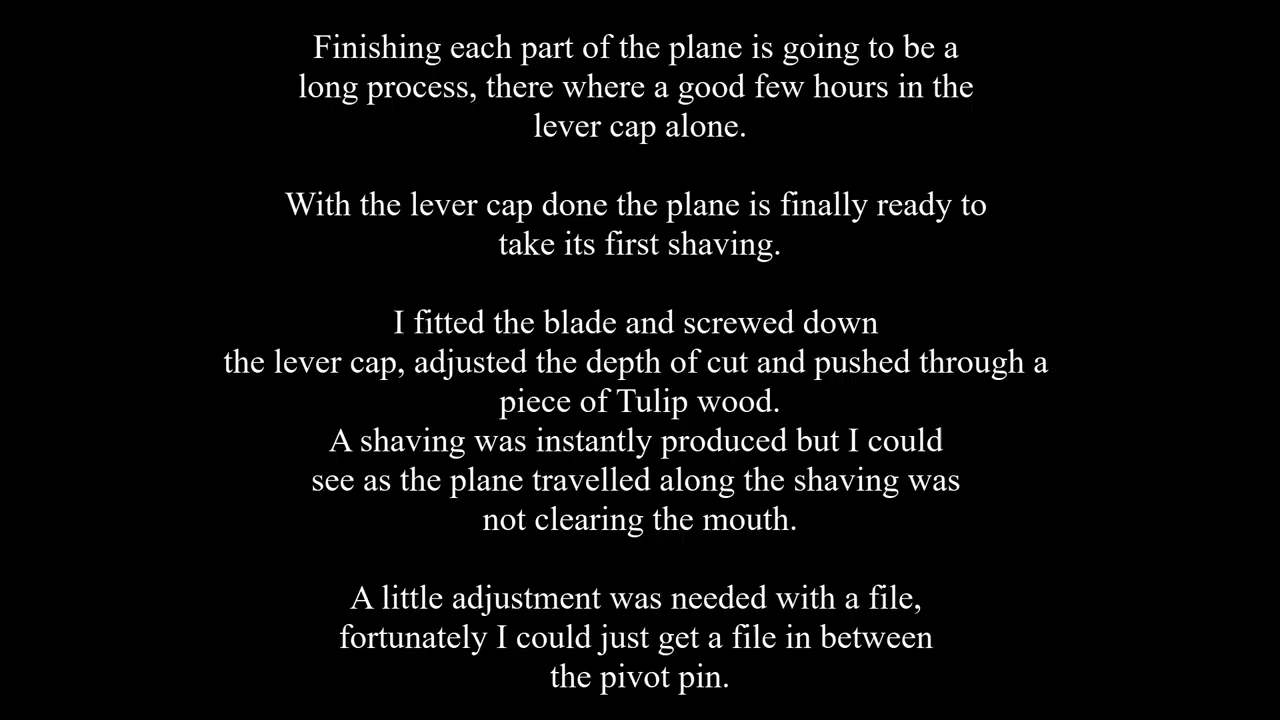 Finishing each part of the plane is going to be a
long process, there where a good few hours in the
lever cap alone.
With the lever cap done the plane is finally ready to
take its first shaving.
I fitted the blade and screwed down
the lever cap, adjusted the depth of cut and pushed through a
piece of Tulip wood.
A shaving was instantly produced but I could
see as the plane travelled along the shaving was
not clearing the mouth.
A little adjustment was needed with a file,
fortunately I could just get a file in between
the pivot pin.